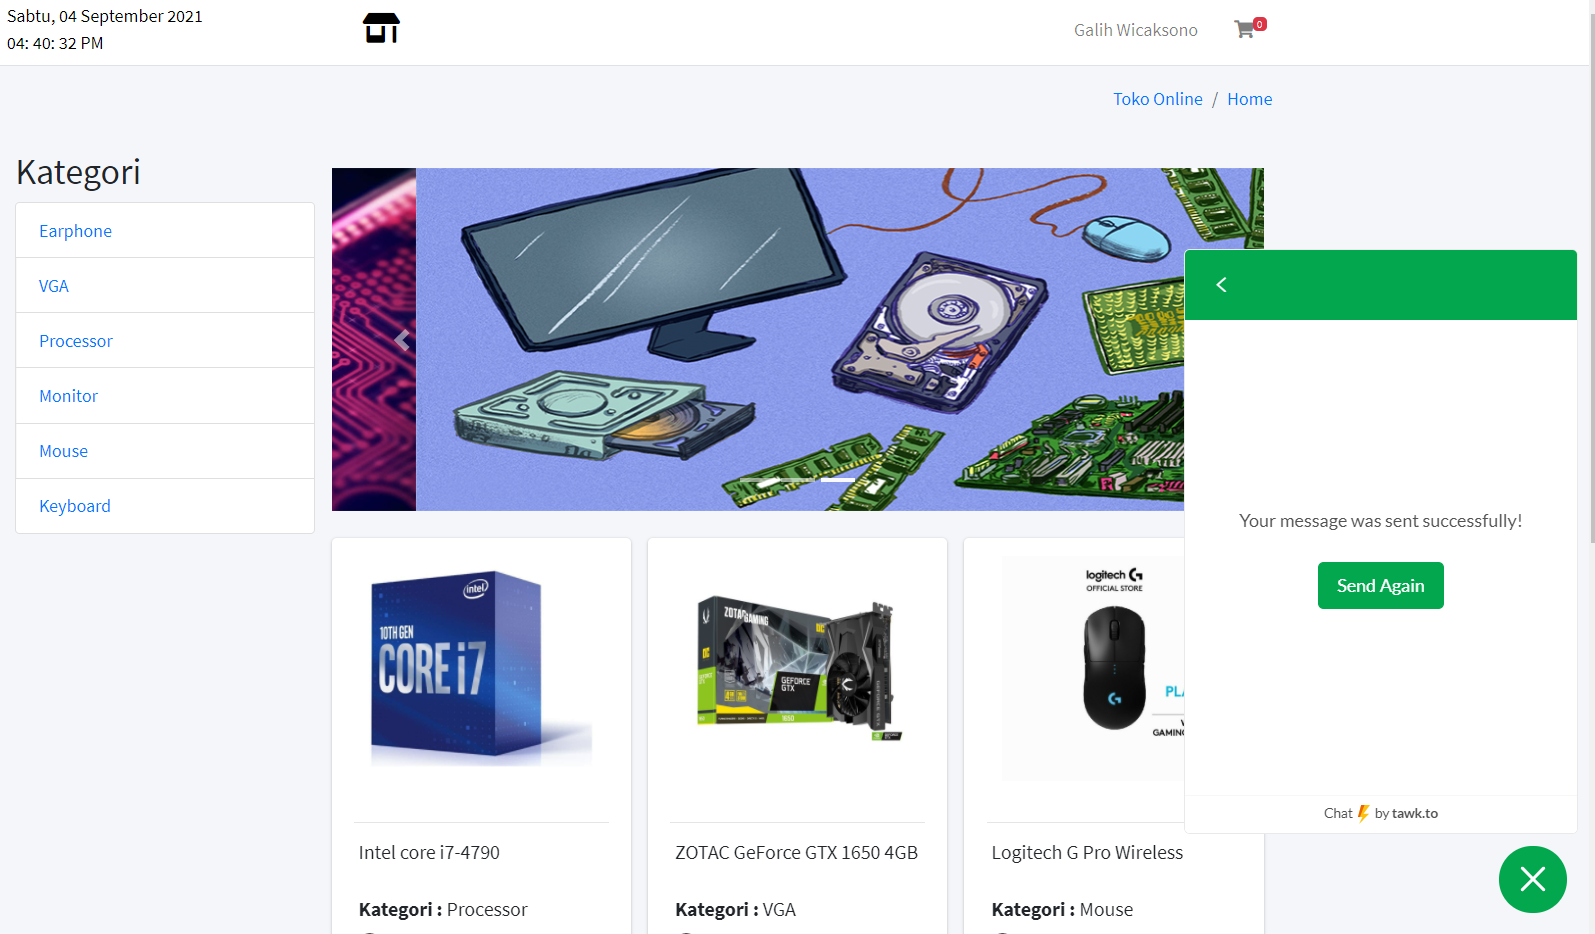 Sabtu, 04 September 2021
04: 40: 32 PM
Galih Wicaksono
0
Toko Online / Home
Kategori
Earphone
VGA
Processor
Monitor
Mouse
Keyboard
Your message was sent successfully!
Send Again
Chat by tawk.to
intel
10TH GEN
CORE i7
ZOTAC GAMING
GEFORCE
GTX
1650
logitech G
OFFICIAL STORE
PLA
GAMING
Intel core i7-4790
ZOTAC GeForce GTX 1650 4GB
Logitech G Pro Wireless
Kategori : Processor
Kategori : VGA
Kategori : Mouse